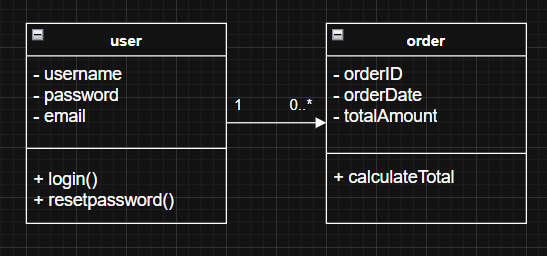 user
- username
- password
- email
+ login()
+ resetpassword()
1
0..*
order
- orderID
- orderDate
- totalAmount
+ calculateTotal